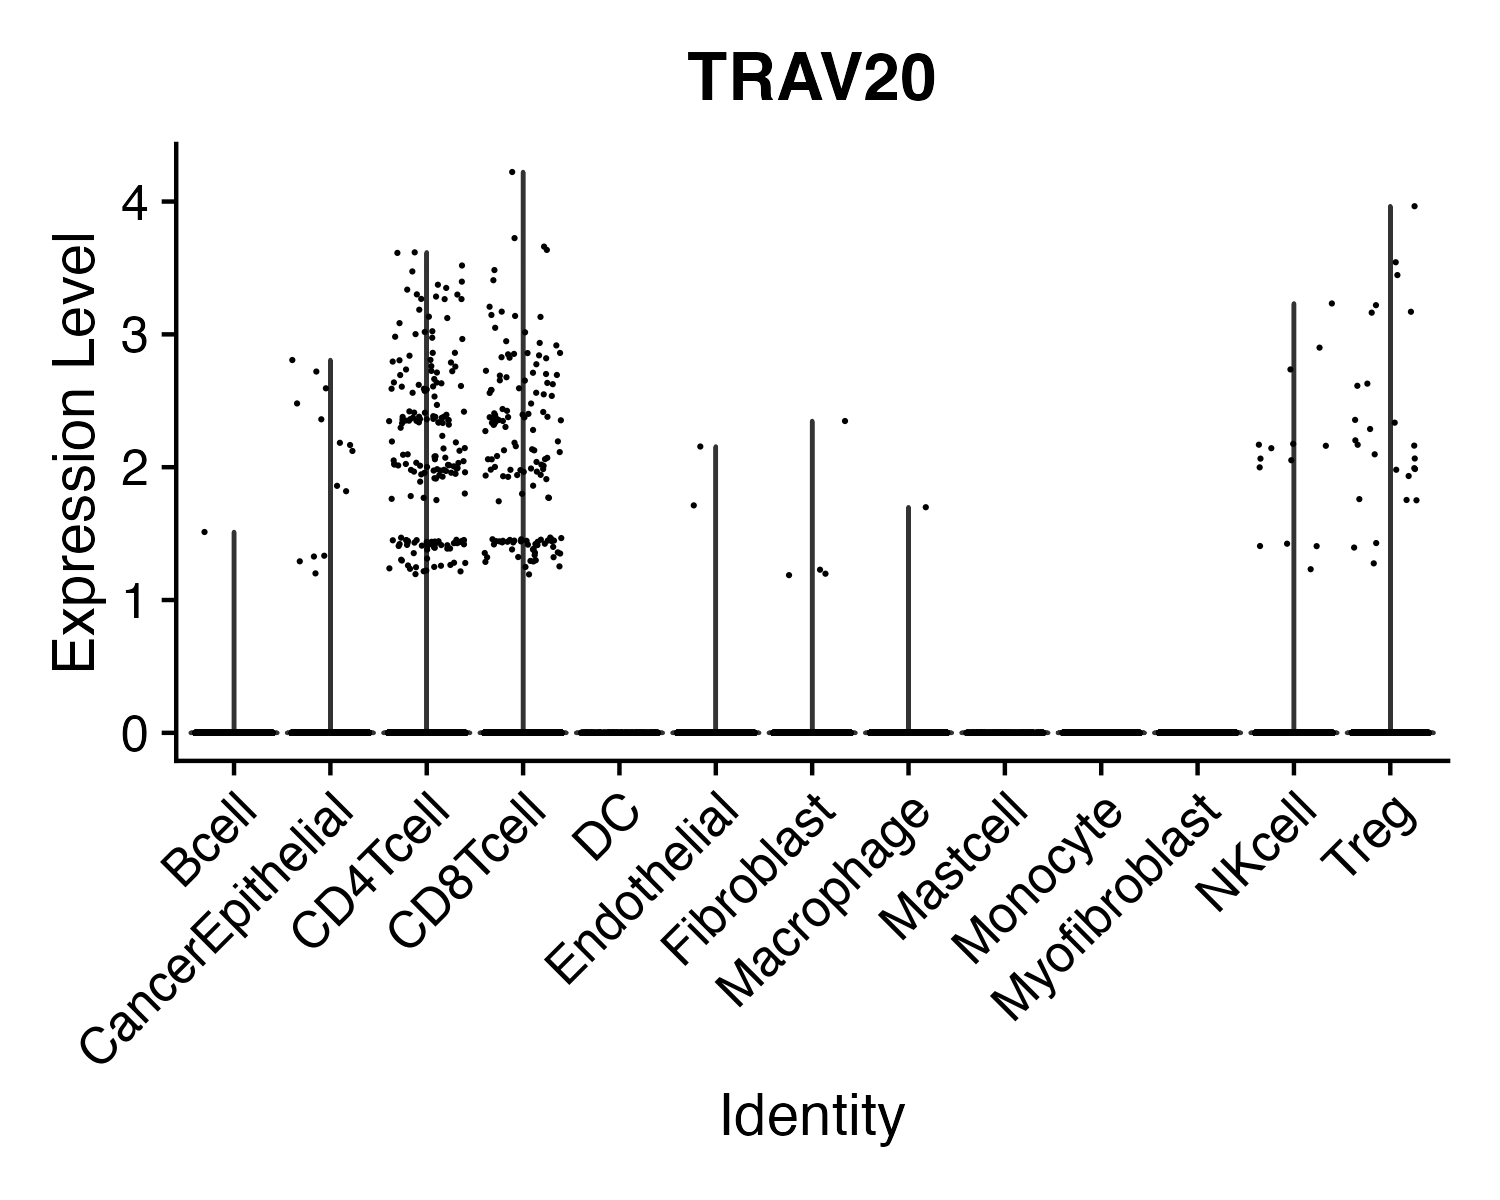 TRAV20
Expression Level
4
3
2
1
0
Bcell
CancerEpithelial
CD4Tcell
CD8Tcell
DC
Endothelial
Fibroblast
Macrophage
Mastcell
Monocyte
Myofibroblast
NKcell
Treg
Identity